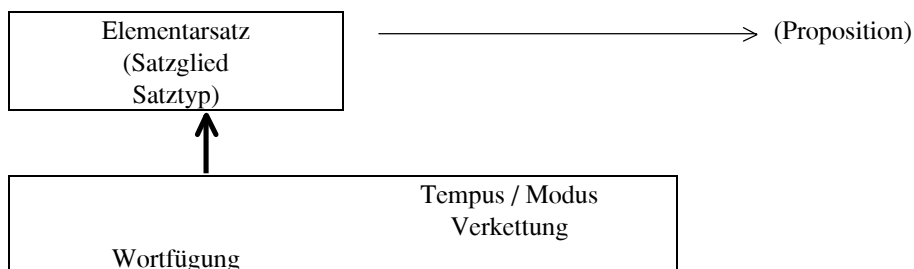 Elementarsatz
(Satzglied
Satztyp)
(Proposition)
Tempus / Modus
Verkettung
Wortfügung